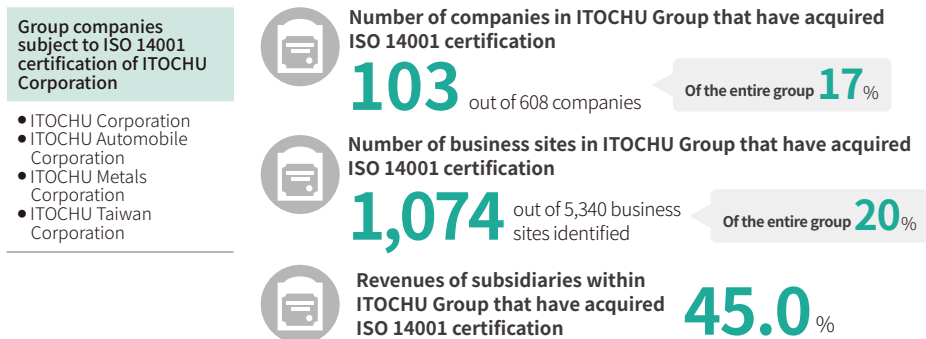 Group companies
subject to ISO 14001
certification of ITOCHU
Corporation
● ITOCHU Corporation
● ITOCHU Automobile
Corporation
● ITOCHU Metals
Corporation
● ITOCHU Taiwan
Corporation
Number of companies in ITOCHU Group that have acquired
ISO 14001 certification
103 out of 608 companies
Of the entire group 17%
Number of business sites in ITOCHU Group that have acquired
ISO 14001 certification
1,074 out of 5,340 business
sites identified
Of the entire group 20%
Revenues of subsidiaries within
ITOCHU Group that have acquired
ISO 14001 certification
45.0 %